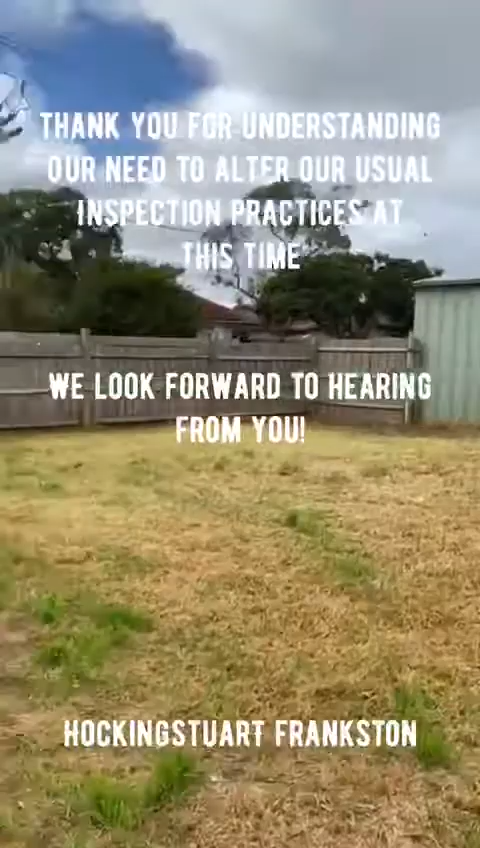 THANK YOU FOR UNDERSTANDING
OUR NEED TO ALTER OUR USUAL
INSPECTION PRACTICES AT
THIS TIME
WE LOOK FORWARD TO HEARING
FROM YOU!
HOCKINGSTUART FRANKSTON